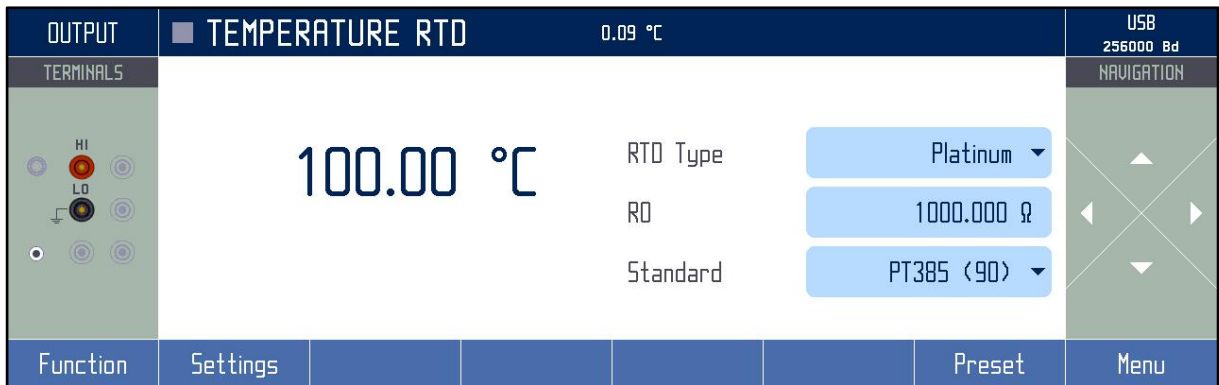 OUTPUT
TEMPERATURE RTD
0.09 °C
USB
256000 Bd
TERMINALS
NAVIGATION
HI
LO
100.00 °C
RTD Type
Platinum
R0
1000.000 Ω
Standard
PT385 (90)
Function
Settings
Preset
Menu